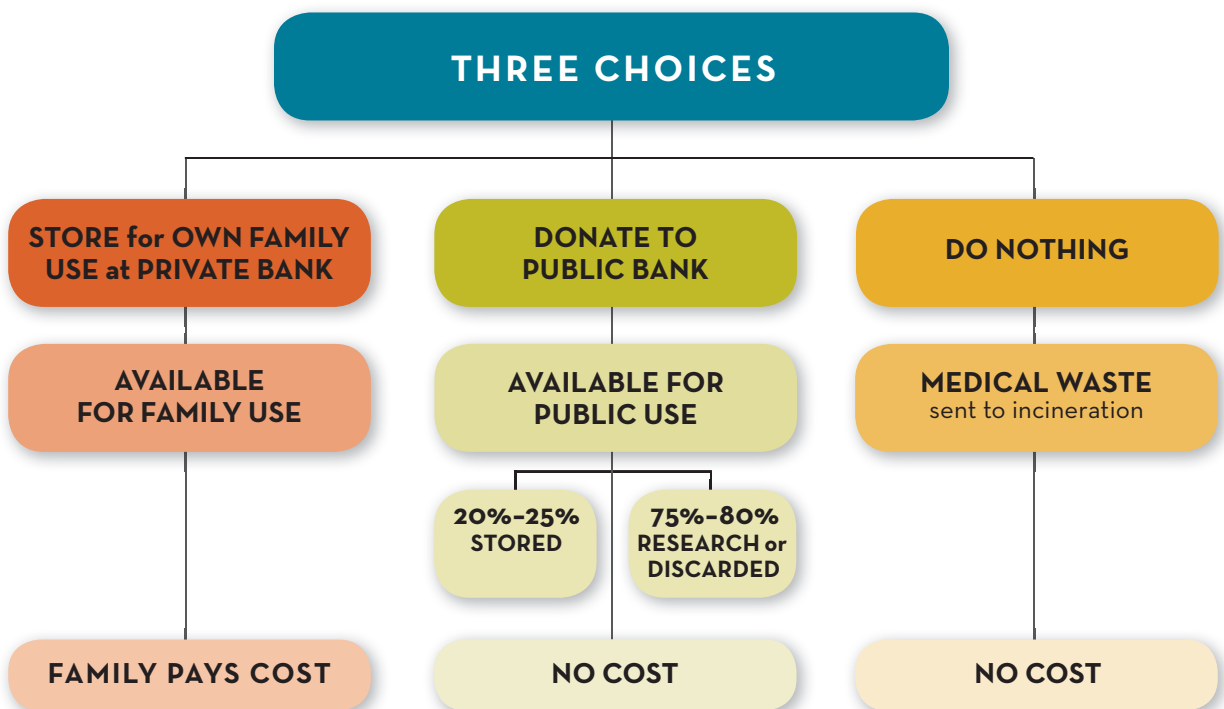 THREE CHOICES
STORE for OWN FAMILY
USE at PRIVATE BANK
DONATE TO
PUBLIC BANK
DO NOTHING
AVAILABLE
FOR FAMILY USE
AVAILABLE FOR
PUBLIC USE
MEDICAL WASTE
sent to incineration
20%–25%
STORED
75%–80%
RESEARCH or
DISCARDED
FAMILY PAYS COST
NO COST
NO COST